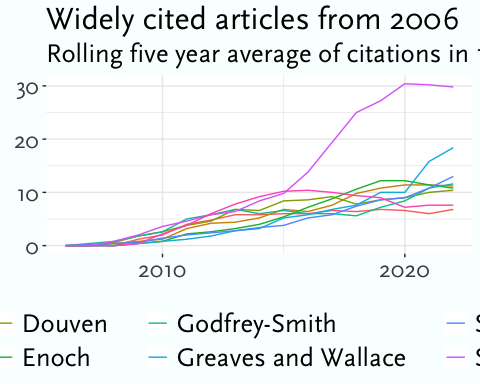 Widely cited articles from 2006
Rolling five year average of citations in
30
20
10
0
2010 2020
Douven Godfrey-Smith
Enoch Greaves and Wallace